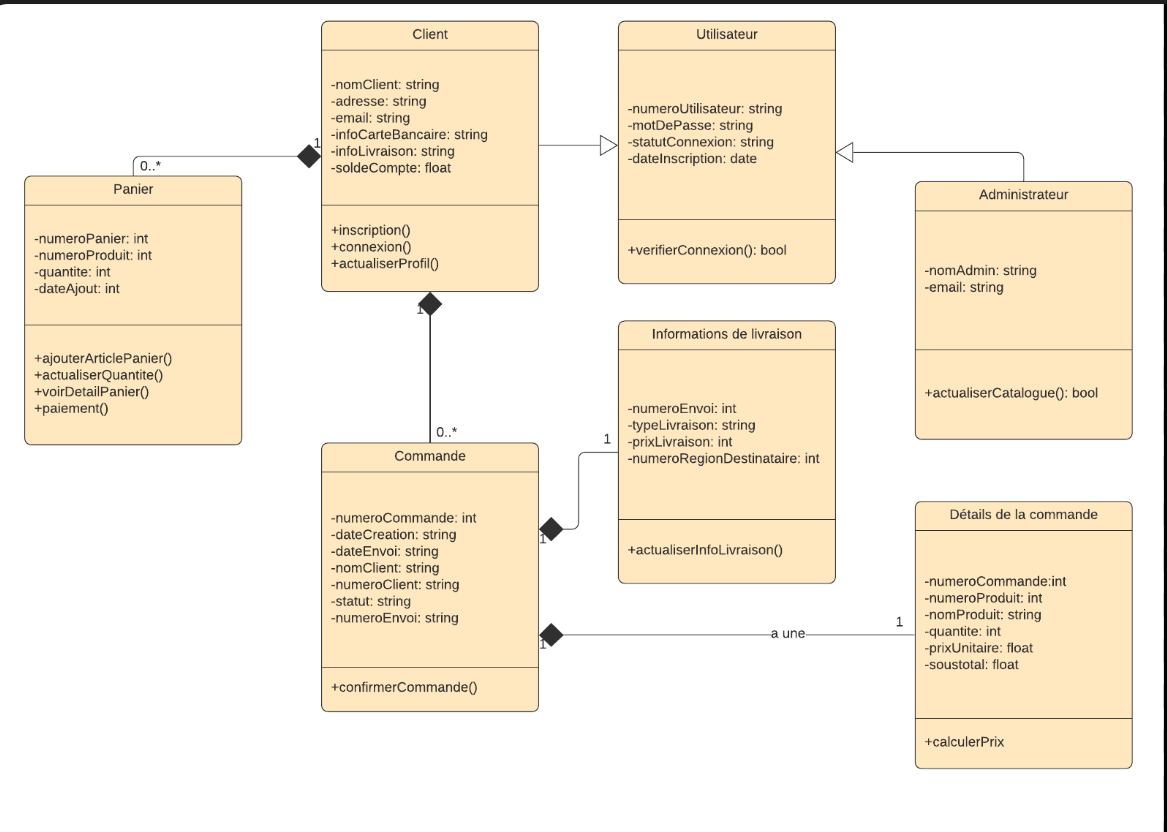 Client
-nomClient: string
-adresse: string
-email: string
-infoCarteBancaire: string
-infoLivraison: string
-soldeCompte: float
+inscription()
+connexion()
+actualiserProfil()
Utilisateur
-numeroUtilisateur: string
-motDePasse: string
-statutConnexion: string
-dateInscription: date
+verifierConnexion(): bool
1
0..*
Panier
-numeroPanier: int
-numeroProduit: int
-quantite: int
-dateAjout: int
+ajouterArticlePanier()
+actualiserQuantite()
+voirDetailPanier()
+paiement()
Administrateur
-nomAdmin: string
-email: string
+actualiserCatalogue(): bool
1
0..*
Informations de livraison
-numeroEnvoi: int
-typeLivraison: string
-prixLivraison: int
-numeroRegionDestinataire: int
+actualiserInfoLivraison()
Commande
-numeroCommande: int
-dateCreation: string
-dateEnvoi: string
-nomClient: string
-numeroClient: string
-statut: string
-numeroEnvoi: string
+confirmerCommande()
1
1
1
a une
1
Détails de la commande
-numeroCommande:int
-numeroProduit: int
-nomProduit: string
-quantite: int
-prixUnitaire: float
-soustotal: float
+calculerPrix